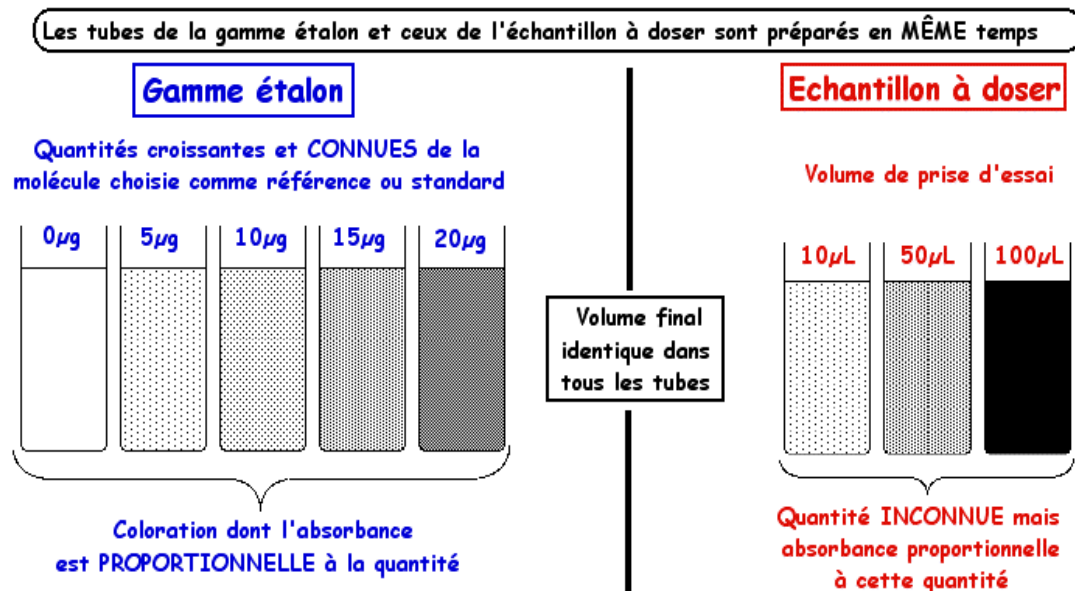 Les tubes de la gamme étalon et ceux de l'échantillon à doser sont préparés en MÊME temps
Gamme étalon
Quantités croissantes et CONNUES de la
molécule choisie comme référence ou standard
0µg 5µg 10µg 15µg 20µg
Coloration dont l'absorbance
est PROPORTIONNELLE à la quantité
Volume final
identique dans
tous les tubes
Echantillon à doser
Volume de prise d'essai
10µL 50µL 100µL
Quantité INCONNUE mais
absorbance proportionnelle
à cette quantité